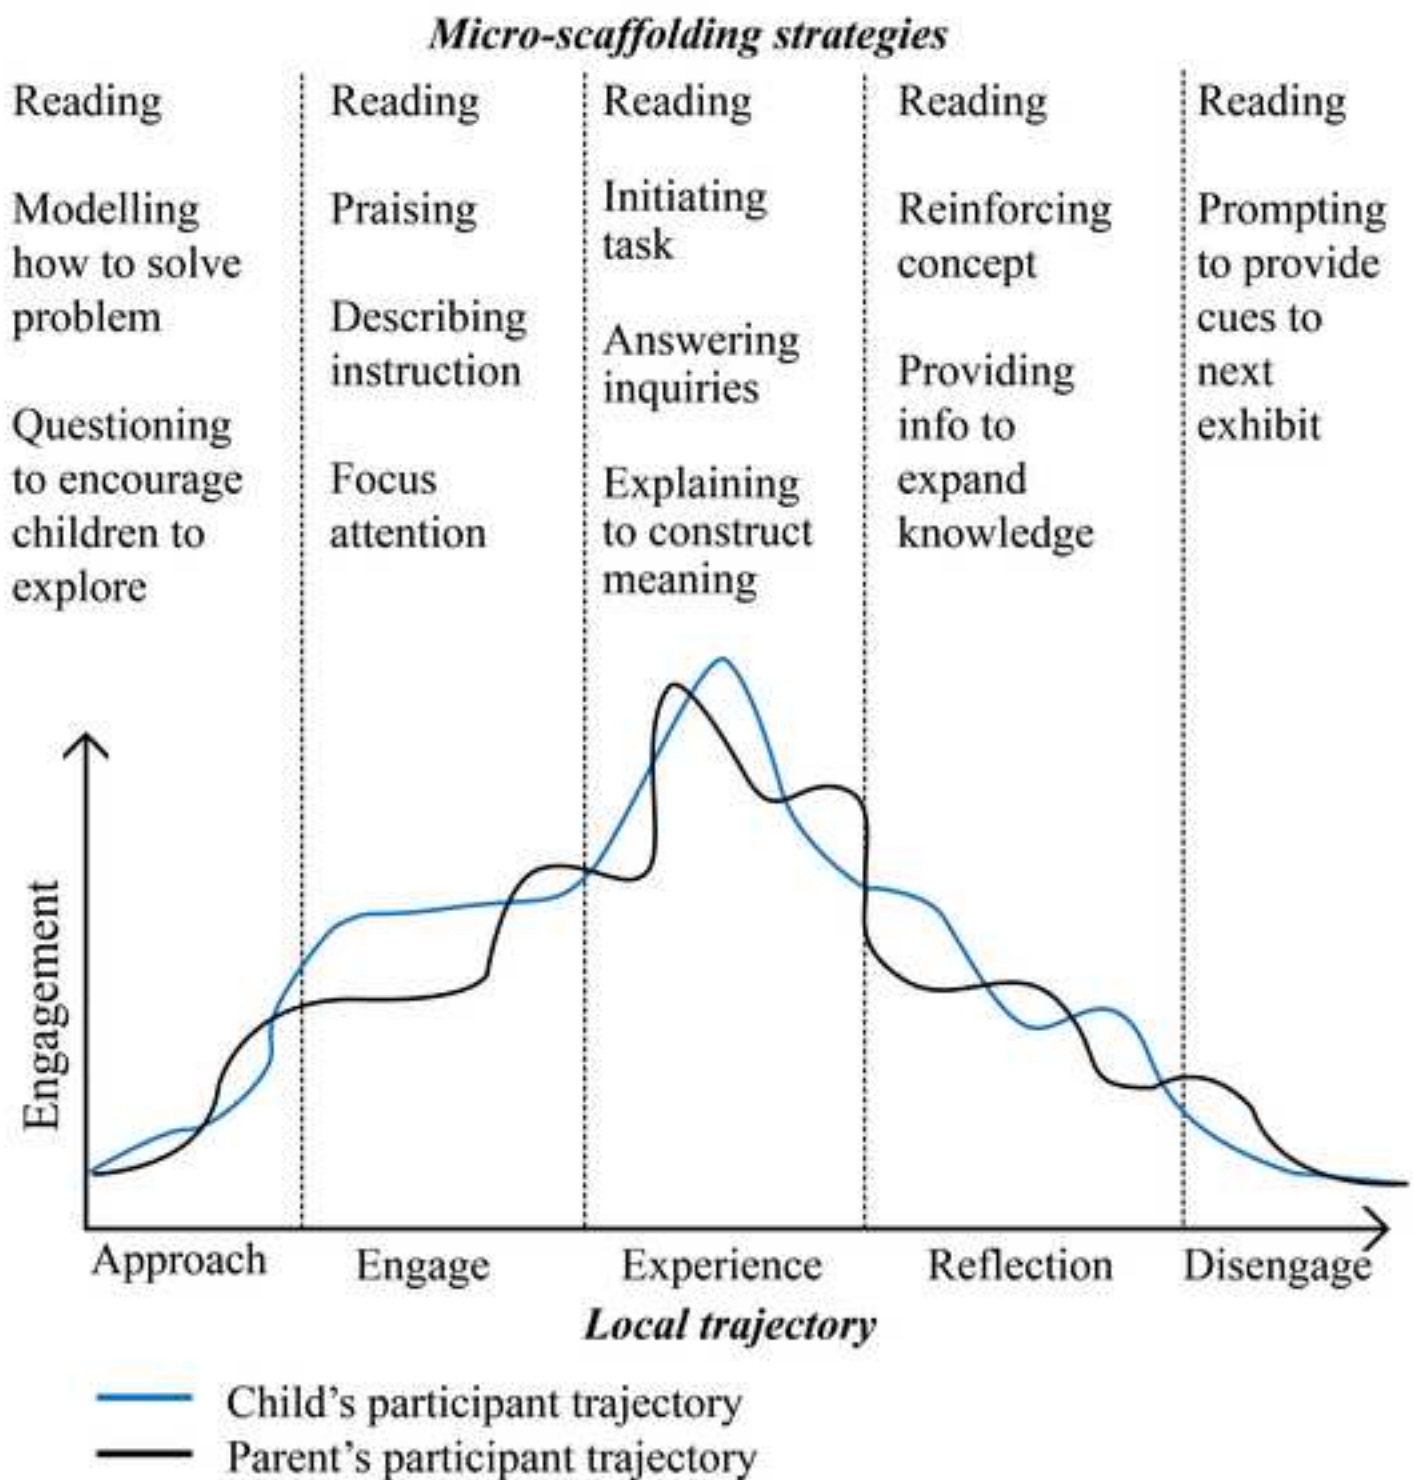 Micro-scaffolding strategies
Reading
Modelling
how to solve
problem
Questioning
to encourage
children to
explore
Reading
Praising
Describing
instruction
Focus
attention
Reading
Initiating
task
Answering
inquiries
Explaining
to construct
meaning
Reading
Reinforcing
concept
Providing
info to
expand
knowledge
Reading
Prompting
to provide
cues to
next
exhibit
Engagement
Approach
Engage
Experience
Reflection
Disengage
Local trajectory
Child's participant trajectory
Parent's participant trajectory